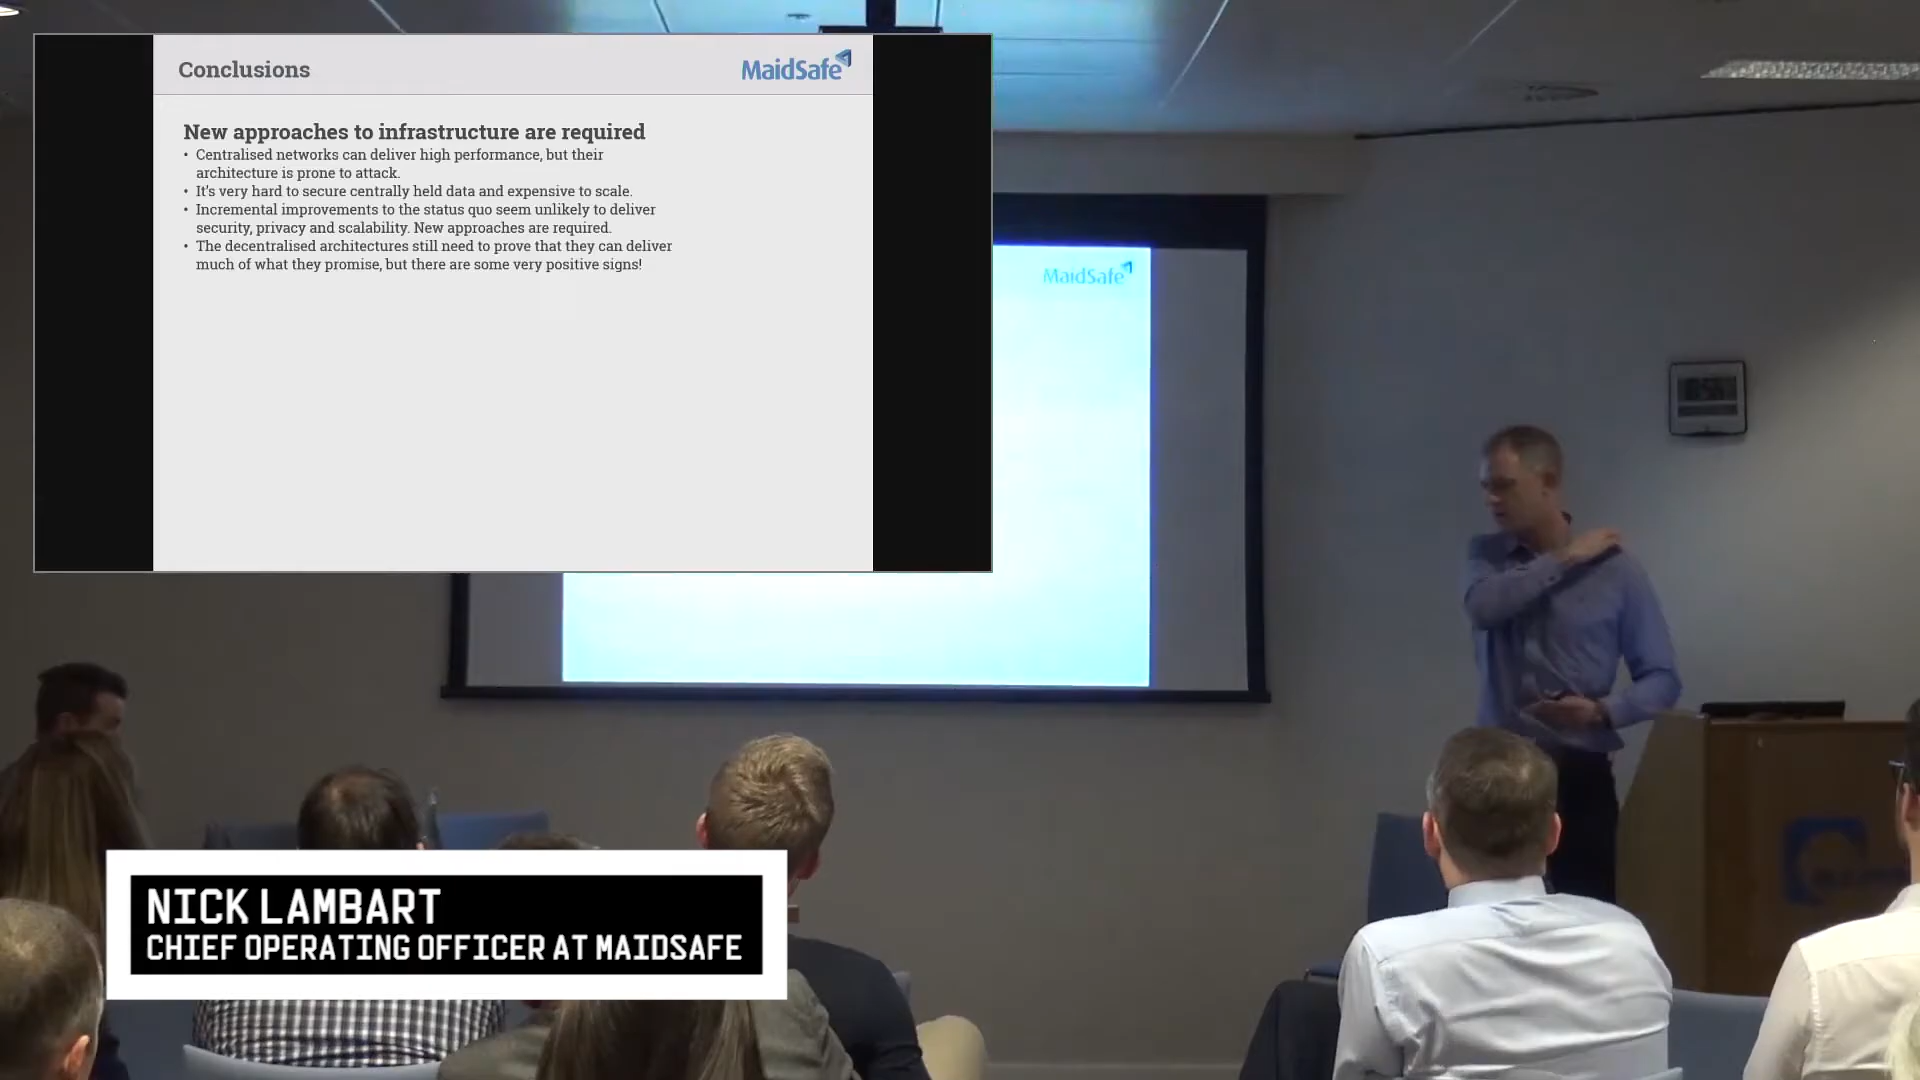 Conclusions
MaidSafe
New approaches to infrastructure are required
• Centralised networks can deliver high performance, but their
architecture is prone to attack.
• It's very hard to secure centrally held data and expensive to scale.
• Incremental improvements to the status quo seem unlikely to deliver
security, privacy and scalability. New approaches are required.
• The decentralised architectures still need to prove that they can deliver
much of what they promise, but there are some very positive signs!
MaidSafe
NICK LAMBART
CHIEF OPERATING OFFICER AT MAIDSAFE